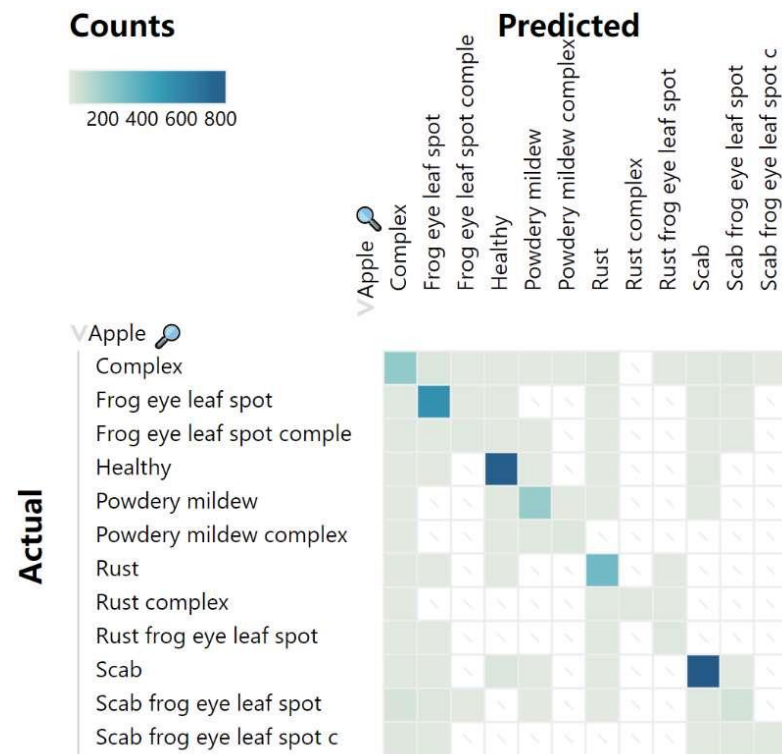 Counts
Predicted
200 400 600 800
Apple
Complex
Frog eye leaf spot
Frog eye leaf spot comple
Healthy
Powdery mildew
Powdery mildew complex
Rust
Rust complex
Rust frog eye leaf spot
Scab
Scab frog eye leaf spot
Scab frog eye leaf spot c
Actual
Apple
Complex
Frog eye leaf spot
Frog eye leaf spot comple
Healthy
Powdery mildew
Powdery mildew complex
Rust
Rust complex
Rust frog eye leaf spot
Scab
Scab frog eye leaf spot
Scab frog eye leaf spot c